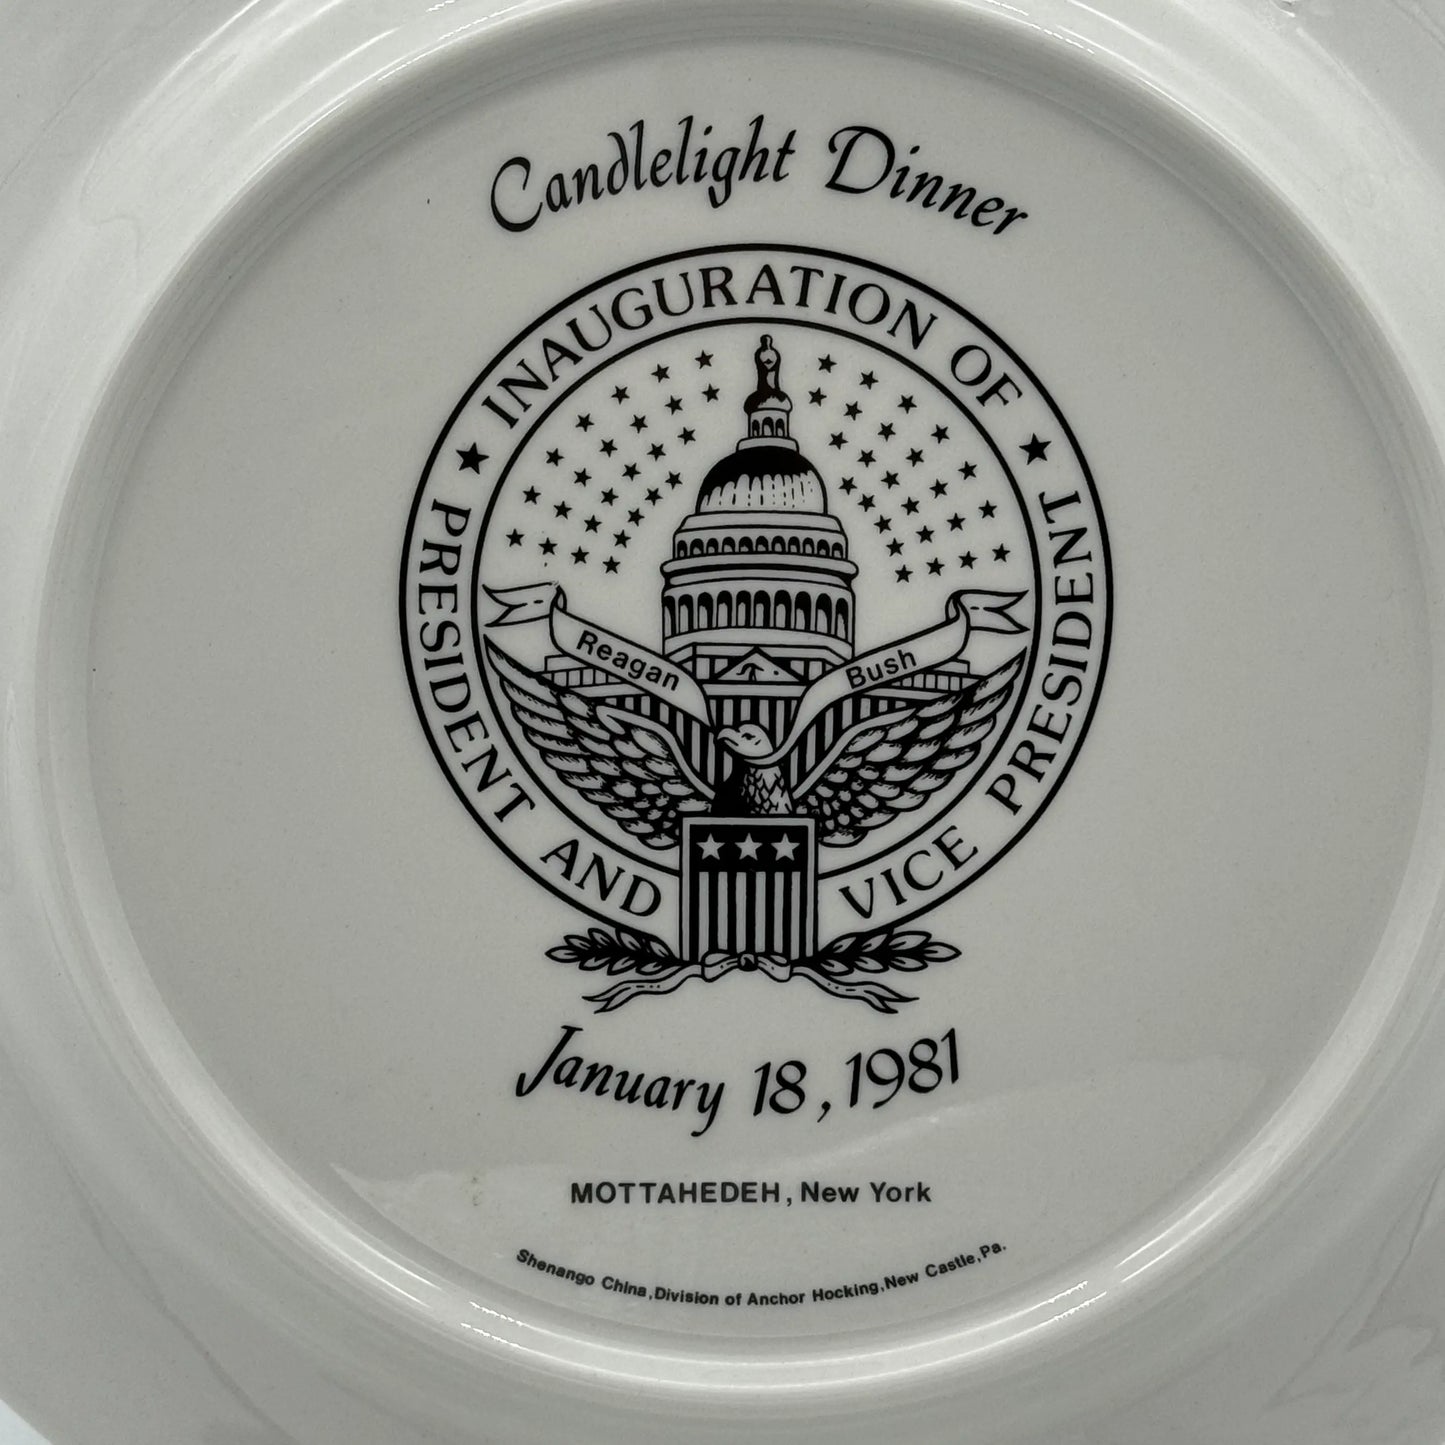 Candlelight Dinner
★ INAUGURATION OF ★
PRESIDENT AND VICE PRESIDENT
Reagan
Bush
January 18, 1981
MOTTAHEDEH, New York
Shenango China, Division of Anchor Hocking, New Castle, Pa.